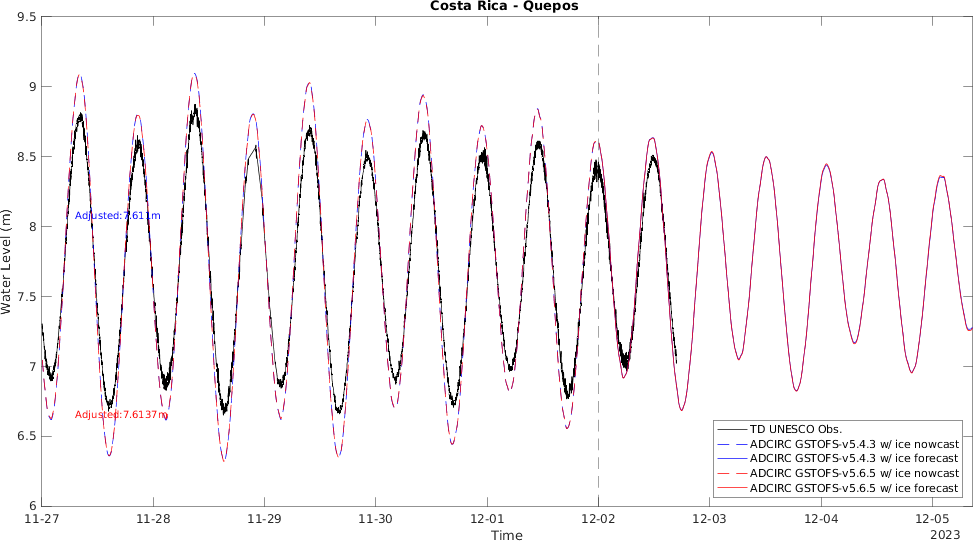 Costa Rica - Quepos
9.5
9
8.5
8
7.5
7
6.5
6
Water Level (m)
Adjusted:7.611m
Adjusted:7.6137m
TD UNESCO Obs.
ADCIRC GSTOFS-v5.4.3 w/ ice nowcast
ADCIRC GSTOFS-v5.4.3 w/ ice forecast
ADCIRC GSTOFS-v5.6.5 w/ ice nowcast
ADCIRC GSTOFS-v5.6.5 w/ ice forecast
11-27 11-28 11-29 11-30 12-01 12-02 12-03 12-04 12-05
Time
2023